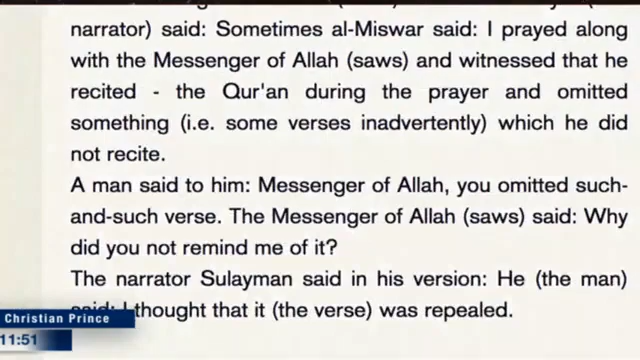 narrator) said: Sometimes al-Miswar said: I prayed along
with the Messenger of Allah (saws) and witnessed that he
recited - the Qur'an during the prayer and omitted
something (i.e. some verses inadvertently) which he did
not recite.
A man said to him: Messenger of Allah, you omitted such-
and-such verse. The Messenger of Allah (saws) said: Why
did you not remind me of it?
The narrator Sulayman said in his version: He (the man)
said: I thought that it (the verse) was repealed.
Christian Prince
11:51